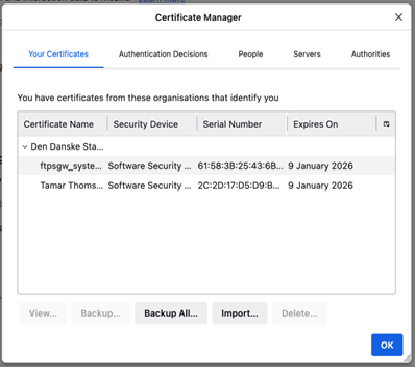 Learn more
Certificate Manager
Your Certificates Authentication Decisions People Servers Authorities
You have certificates from these organisations that identify you
Certificate Name Security Device Serial Number Expires On
Den Danske Sta...
ftpsgw_syste... Software Security ... 61:58:3B:25:43:6B... 9 January 2026
Tamar Thoms... Software Security ... 2C:2D:17:D5:D9:B... 9 January 2026
View... Backup... Backup All... Import... Delete...
OK